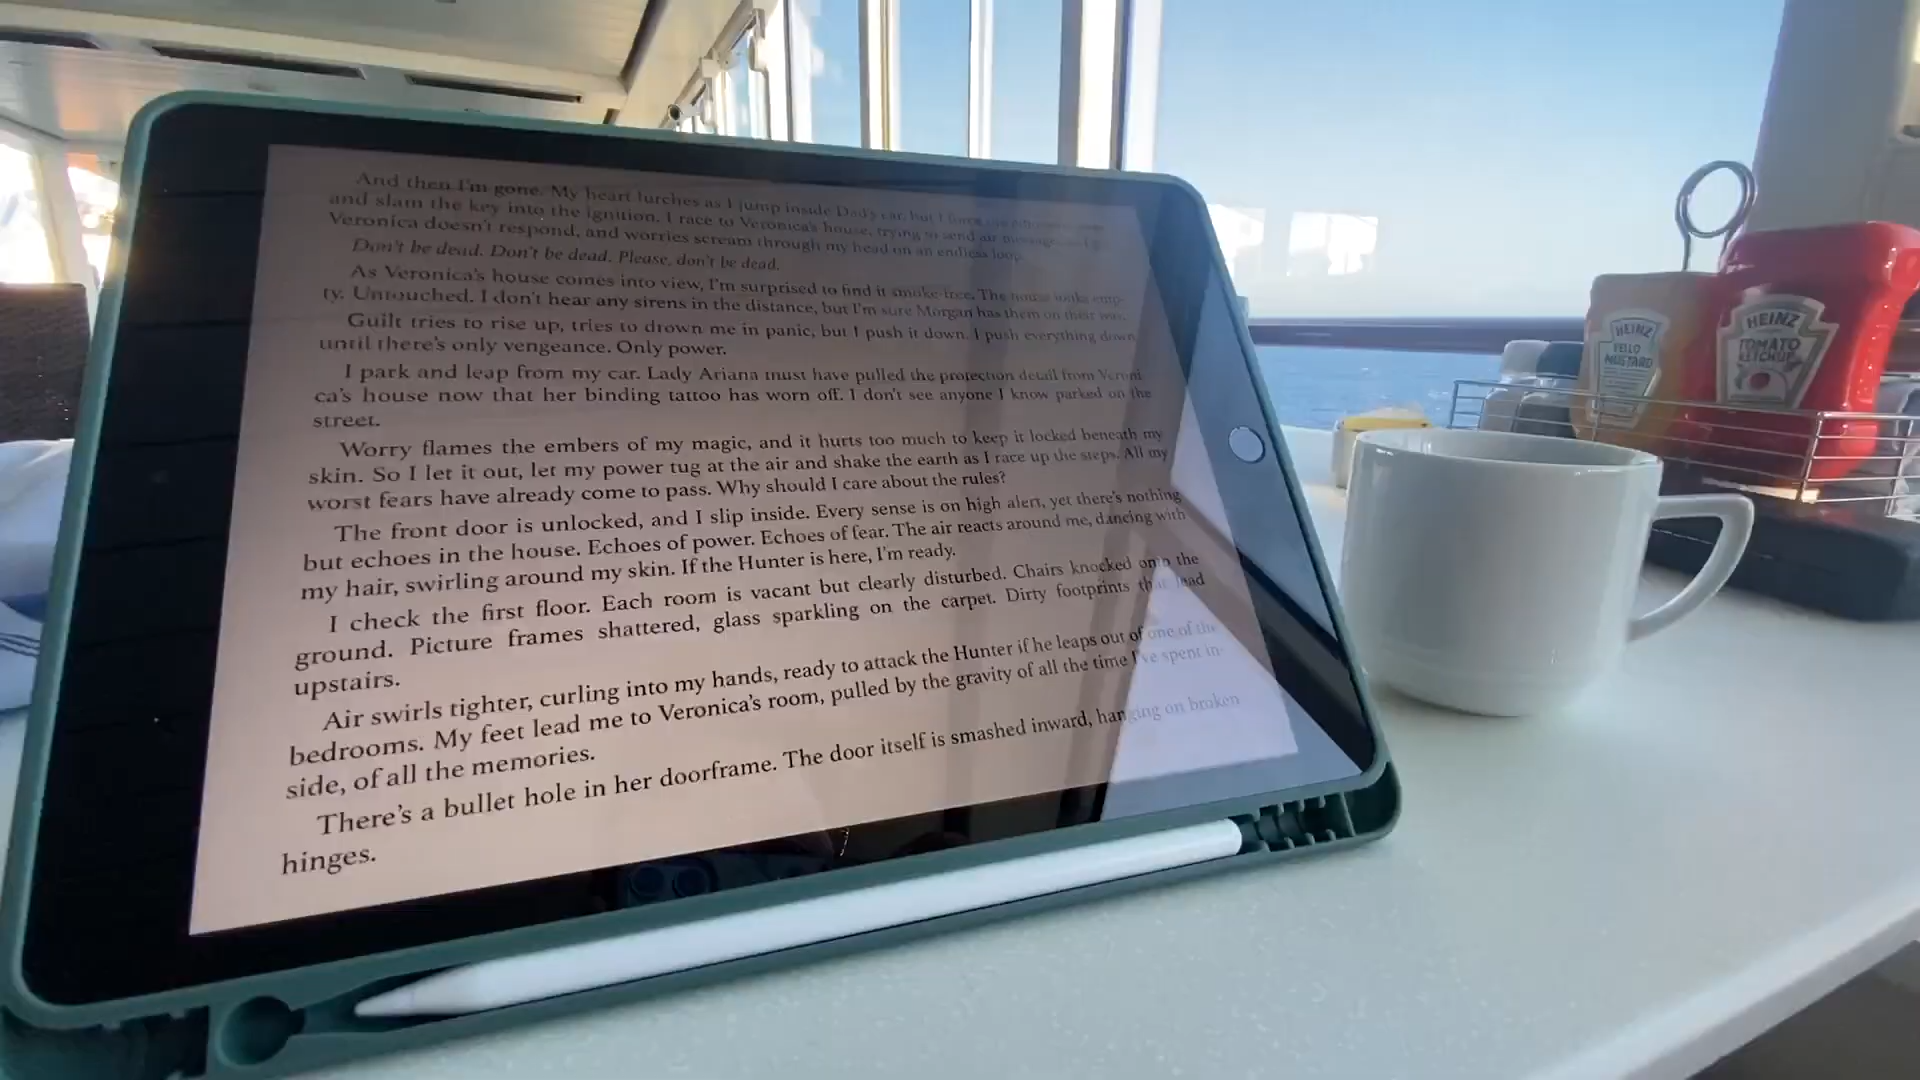 And then I'm gone. My heart lurches as I jump inside Dad's car, but I force
and slam the key into the ignition. I race to Veronica's house, trying to send air
Veronica doesn't respond, and worries scream through my head on an endless loop.
Don't be dead. Don't be dead. Please, don't be dead.
As Veronica's house comes into view, I'm surprised to find it smoke-free. The house looks emp-
ty. Untouched. I don't hear any sirens in the distance, but I'm sure Morgan has them on their way.
Guilt tries to rise up, tries to drown me in panic, but I push it down. I push everything down
until there's only vengeance. Only power.
I park and leap from my car. Lady Ariana must have pulled the protection detail from Veroni
ca's house now that her binding tattoo has worn off. I don't see anyone I know parked on the
street.
Worry flames the embers of my magic, and it hurts too much to keep it locked beneath my
skin. So I let it out, let my power tug at the air and shake the earth as I race up the steps. All my
worst fears have already come to pass. Why should I care about the rules?
The front door is unlocked, and I slip inside. Every sense is on high alert, yet there's nothing
but echoes in the house. Echoes of power. Echoes of fear. The air reacts around me, dancing with
my hair, swirling around my skin. If the Hunter is here, I'm ready.
I check the first floor. Each room is vacant but clearly disturbed. Chairs knocked onto the
ground. Picture frames shattered, glass sparkling on the carpet. Dirty footprints that lead
upstairs.
Air swirls tighter, curling into my hands, ready to attack the Hunter if he leaps out of one of the
bedrooms. My feet lead me to Veronica's room, pulled by the gravity of all the time I've spent in-
side, of all the memories.
There's a bullet hole in her doorframe. The door itself is smashed inward, hanging on broken
hinges.
HEINZ
YELLO
MUSTARD
HEINZ
TOMATO
KETCHUP